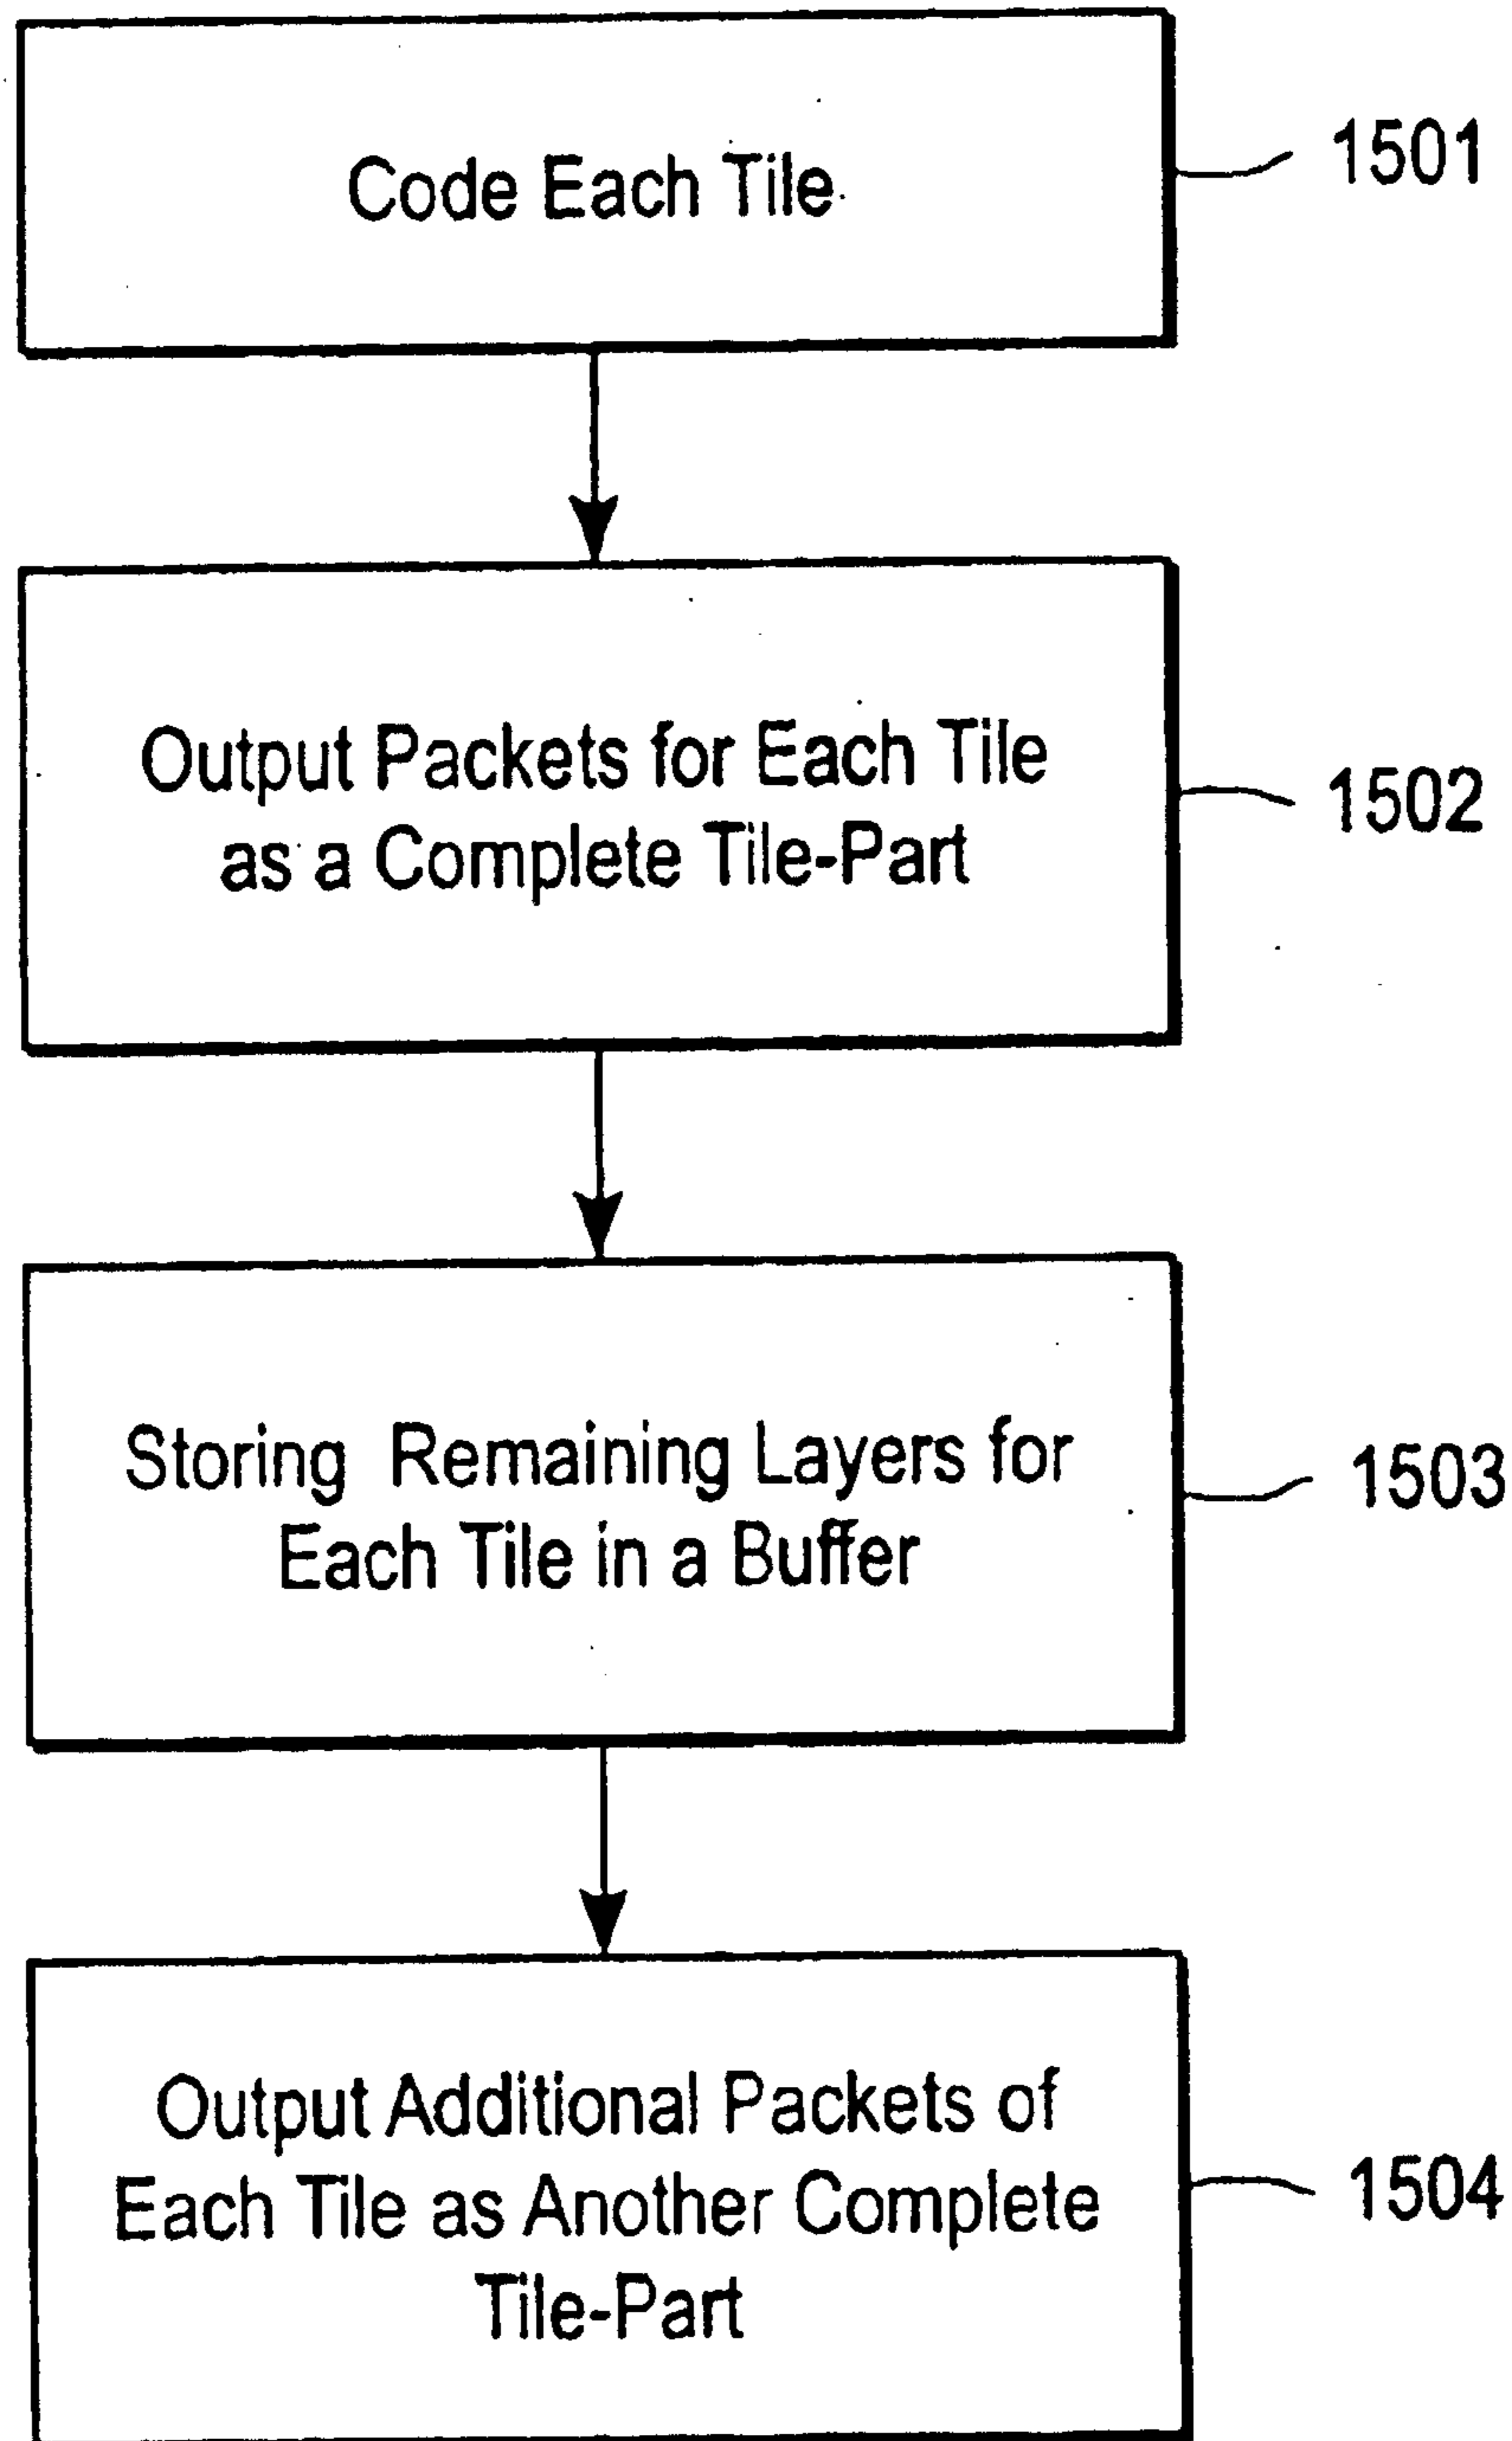 Code Each Tile
1501
Output Packets for Each Tile
as a Complete Tile-Part
1502
Storing Remaining Layers for
Each Tile in a Buffer
1503
Output Additional Packets of
Each Tile as Another Complete
Tile-Part
1504